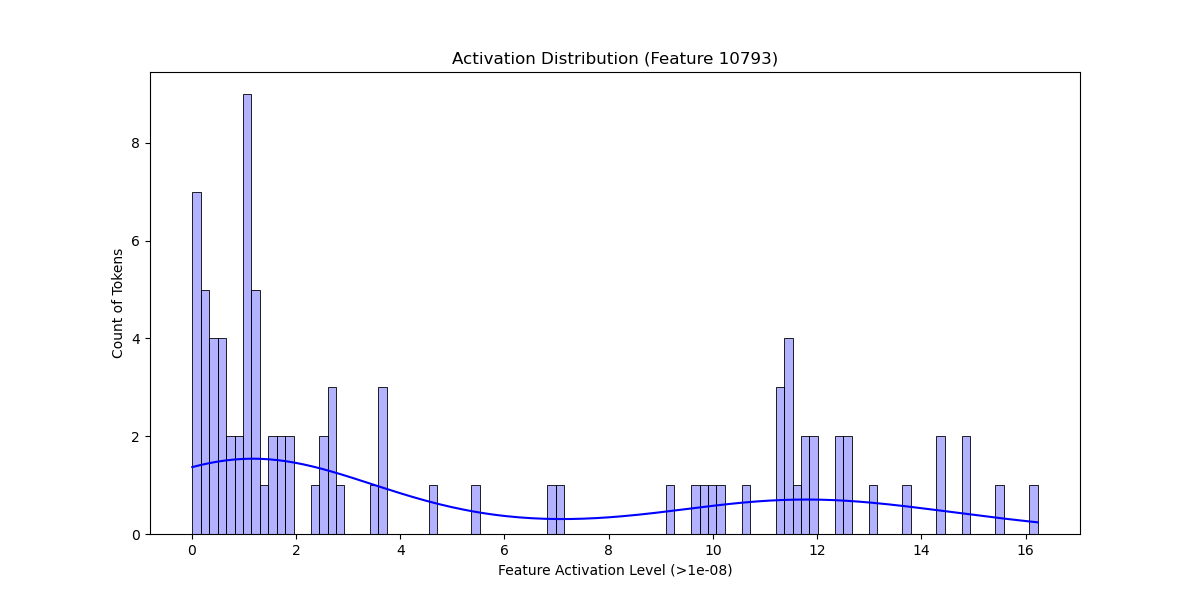 Activation Distribution (Feature 10793)
Count of Tokens
8
6
4
2
0
0 2 4 6 8 10 12 14 16
Feature Activation Level (>1e-08)